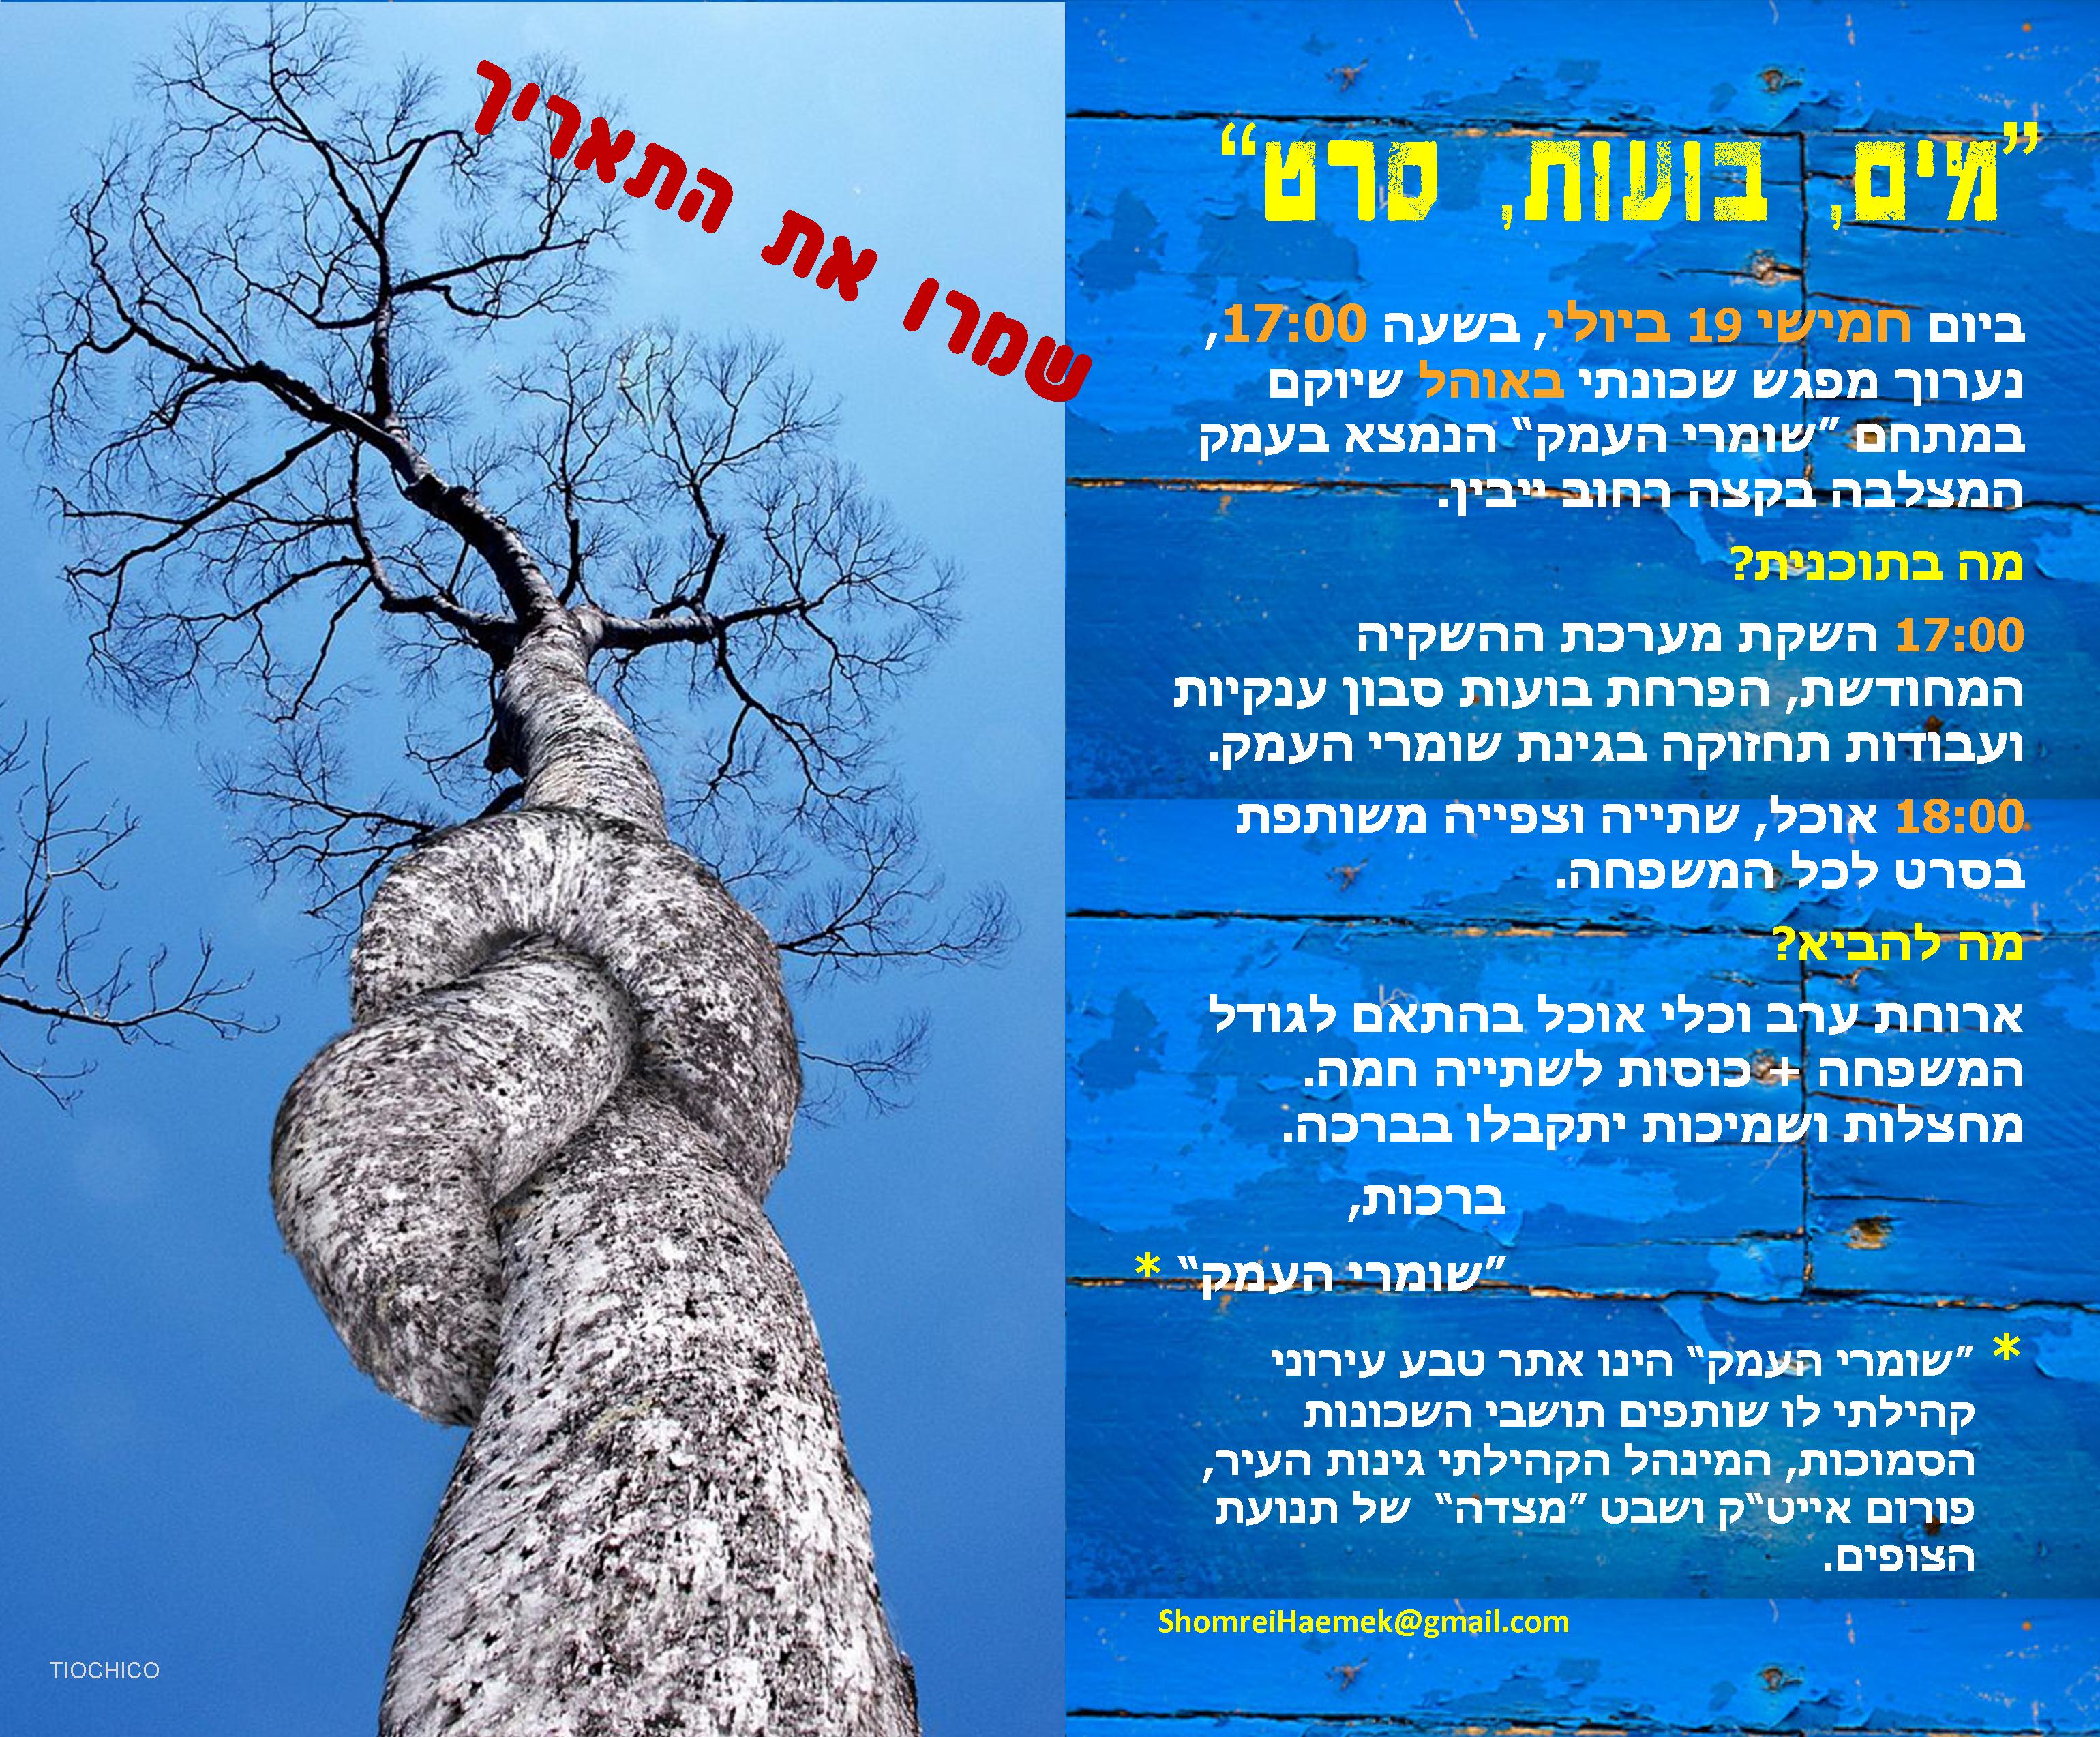 שמרו את התאריך
"מים, בועות, סרט"
ביום חמישי 19 ביולי, בשעה 17:00,
נערוך מפגש שכונתי באוהל שיוקם
במתחם "שומרי העמק" הנמצא בעמק
המצלבה בקצה רחוב ייבין.
מה בתוכנית?
17:00 השקת מערכת ההשקיה
המחודשת, הפרחת בועות סבון ענקיות
ועבודות תחזוקה בגינת שומרי העמק.
18:00 אוכל, שתייה וצפייה משותפת
בסרט לכל המשפחה.
מה להביא?
ארוחת ערב וכלי אוכל בהתאם לגודל
המשפחה + כוסות לשתייה חמה.
מחצלות ושמיכות יתקבלו בברכה.
ברכות,
"שומרי העמק" *
* "שומרי העמק" הינו אתר טבע עירוני
קהילתי לו שותפים תושבי השכונות
הסמוכות, המינהל הקהילתי גינות העיר,
פורום אייט"ק ושבט "מצדה" של תנועת
הצופים.
ShomreiHaemek@gmail.com
TIOCHICO